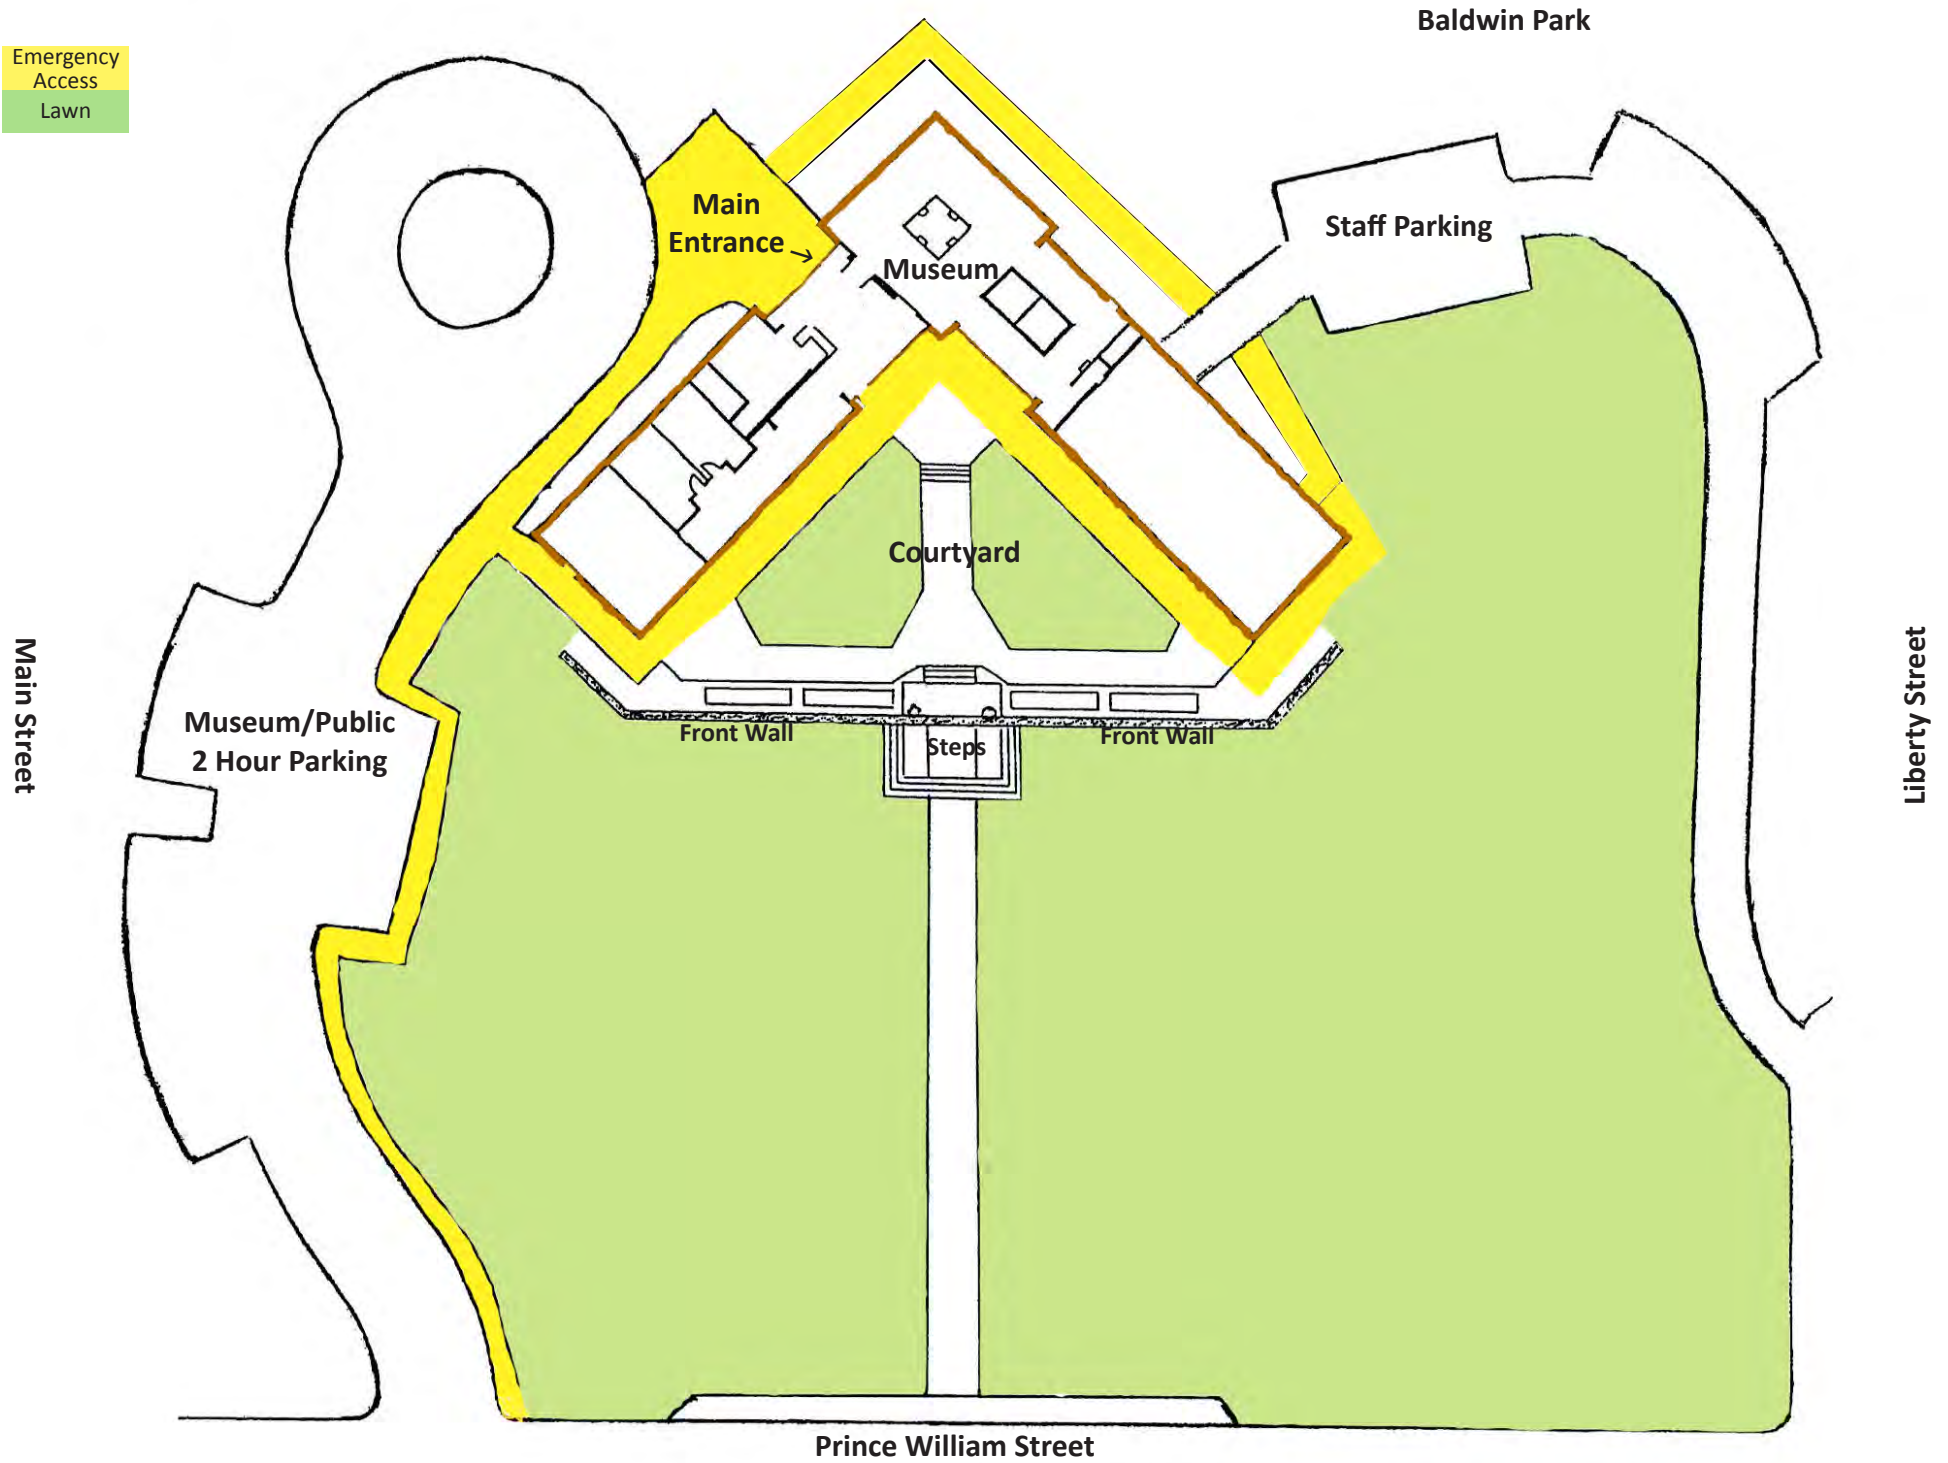 Baldwin Park
Emergency
Access
Lawn
Main
Entrance
Museum
Staff Parking
Courtyard
Main Street
Museum/Public
2 Hour Parking
Front Wall
Steps
Front Wall
Liberty Street
Prince William Street